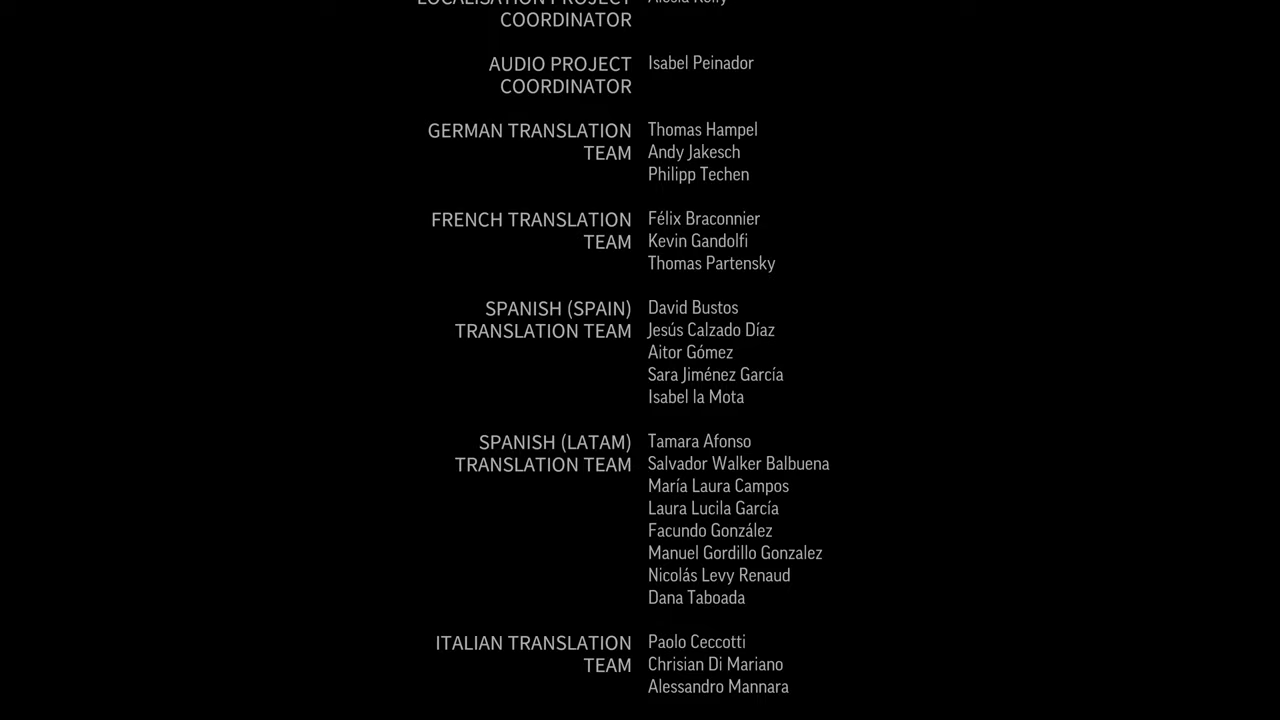 LOCALISATION PROJECT
COORDINATOR
Alesia Kelly
AUDIO PROJECT
COORDINATOR
Isabel Peinador
GERMAN TRANSLATION
TEAM
Thomas Hampel
Andy Jakesch
Philipp Techen
FRENCH TRANSLATION
TEAM
Félix Braconnier
Kevin Gandolfi
Thomas Partensky
SPANISH (SPAIN)
TRANSLATION TEAM
David Bustos
Jesús Calzado Díaz
Aitor Gómez
Sara Jiménez García
Isabel la Mota
SPANISH (LATAM)
TRANSLATION TEAM
Tamara Afonso
Salvador Walker Balbuena
María Laura Campos
Laura Lucila García
Facundo González
Manuel Gordillo Gonzalez
Nicolás Levy Renaud
Dana Taboada
ITALIAN TRANSLATION
TEAM
Paolo Ceccotti
Chrisian Di Mariano
Alessandro Mannara